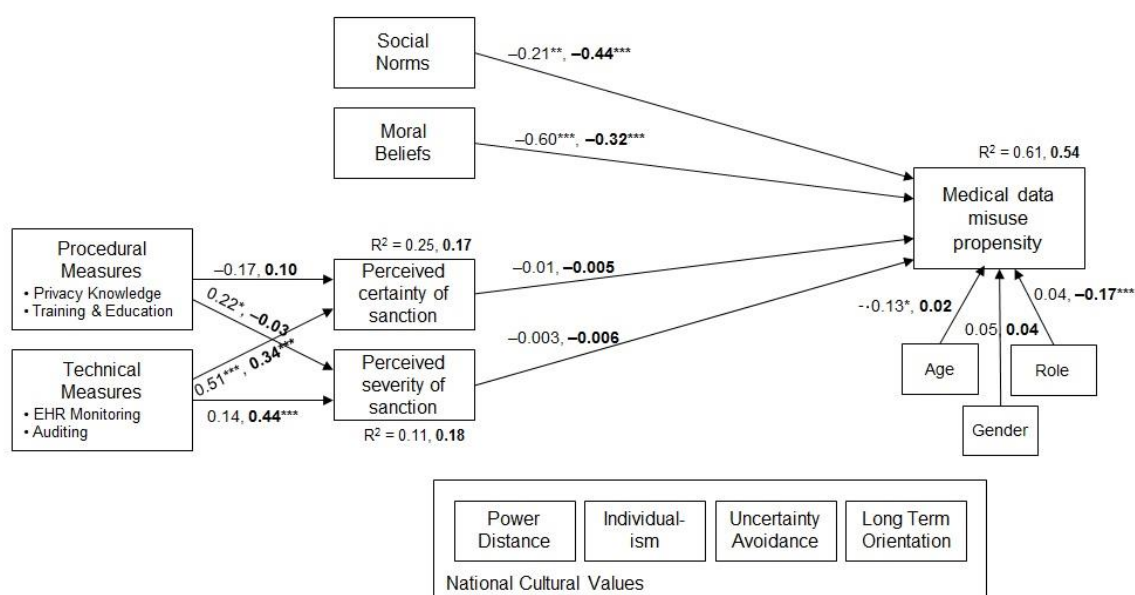 Social
Norms
–0.21**, –0.44***
Moral
Beliefs
–0.60***, –0.32***
R² = 0.61, 0.54
Medical data
misuse
propensity
Procedural
Measures
• Privacy Knowledge
• Training & Education
–0.17, 0.10
0.22*, –0.03
R² = 0.25, 0.17
Perceived
certainty of
sanction
–0.01, –0.005
Technical
Measures
• EHR Monitoring
• Auditing
0.51***, 0.34***
0.14, 0.44***
Perceived
severity of
sanction
R² = 0.11, 0.18
–0.003, –0.006
-·-0.13*, 0.02
0.05, 0.04
0.04, –0.17***
Age
Role
Gender
Power
Distance
Individual-
ism
Uncertainty
Avoidance
Long Term
Orientation
National Cultural Values